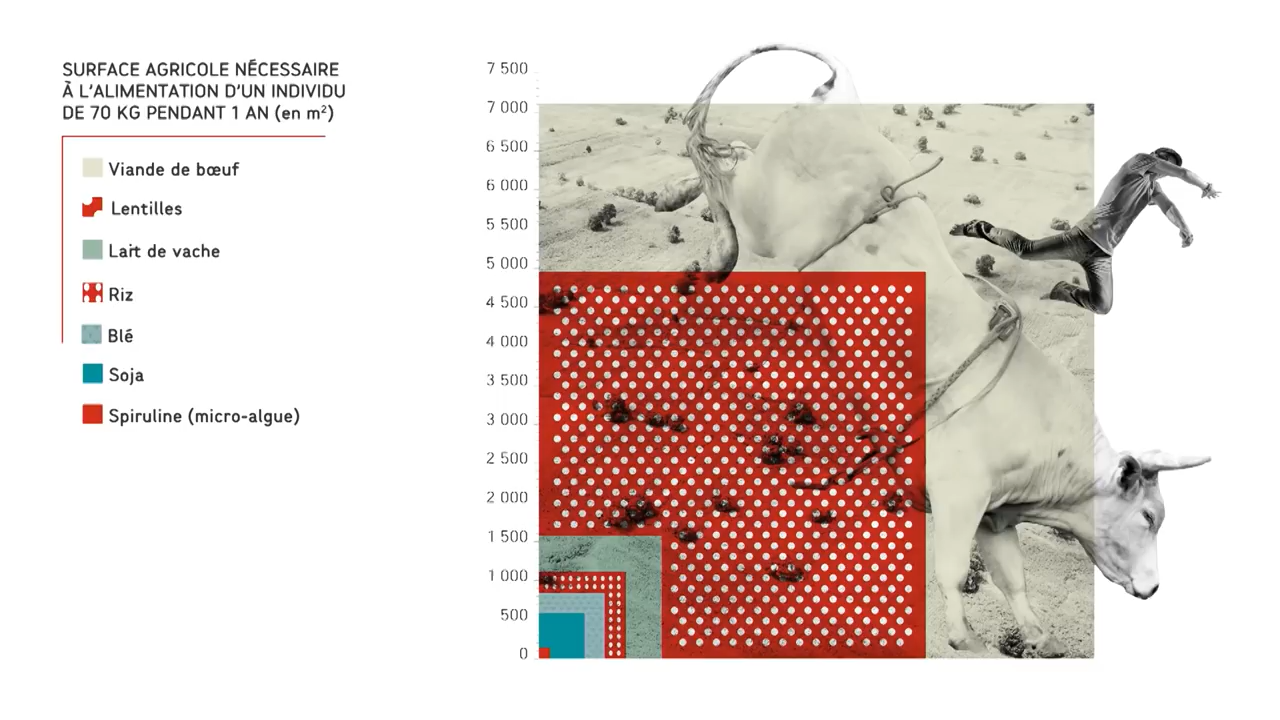 SURFACE AGRICOLE NÉCESSAIRE
À L'ALIMENTATION D'UN INDIVIDU
DE 70 KG PENDANT 1 AN (en m²)
Viande de bœuf
Lentilles
Lait de vache
Riz
Blé
Soja
Spiruline (micro-algue)
7 500
7 000
6 500
6 000
5 500
5 000
4 500
4 000
3 500
3 000
2 500
2 000
1 500
1 000
500
0